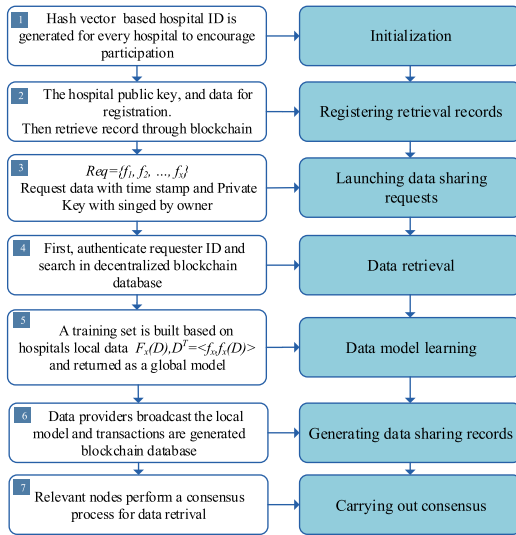 1
Hash vector based hospital ID is
generated for every hospital to encourage
participation
Initialization
2
The hospital public key, and data for
registration.
Then retrieve record through blockchain
Registering retrieval records
3
Req={f1, f2, ..., fx}
Request data with time stamp and Private
Key with singed by owner
Launching data sharing
requests
4
First, authenticate requester ID and
search in decentralized blockchain
database
Data retrieval
5
A training set is built based on
hospitals local data Fx(D),D^T=<fx,fx(D)>
and returned as a global model
Data model learning
6
Data providers broadcast the local
model and transactions are generated
blockchain database
Generating data sharing records
7
Relevant nodes perform a consensus
process for data retrival
Carrying out consensus